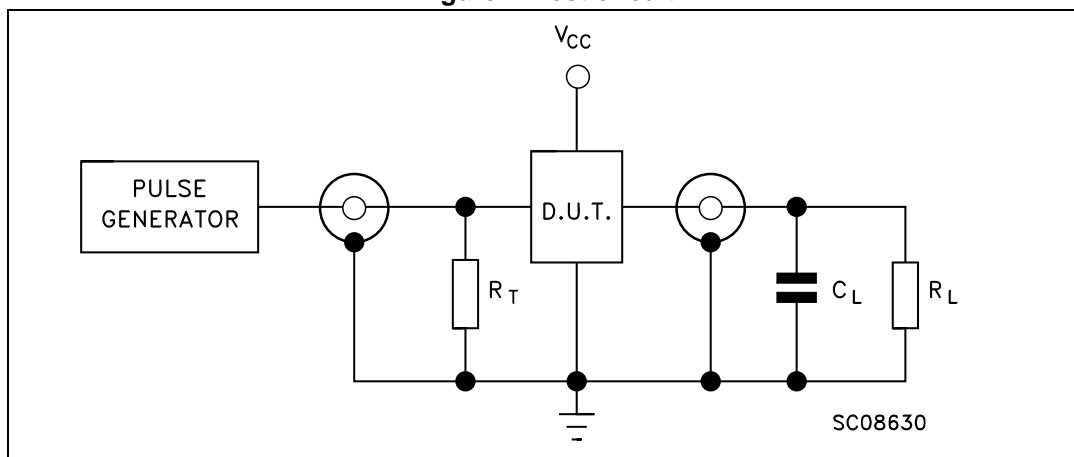 V_CC
PULSE
GENERATOR
D.U.T.
R_T
C_L
R_L
SC08630